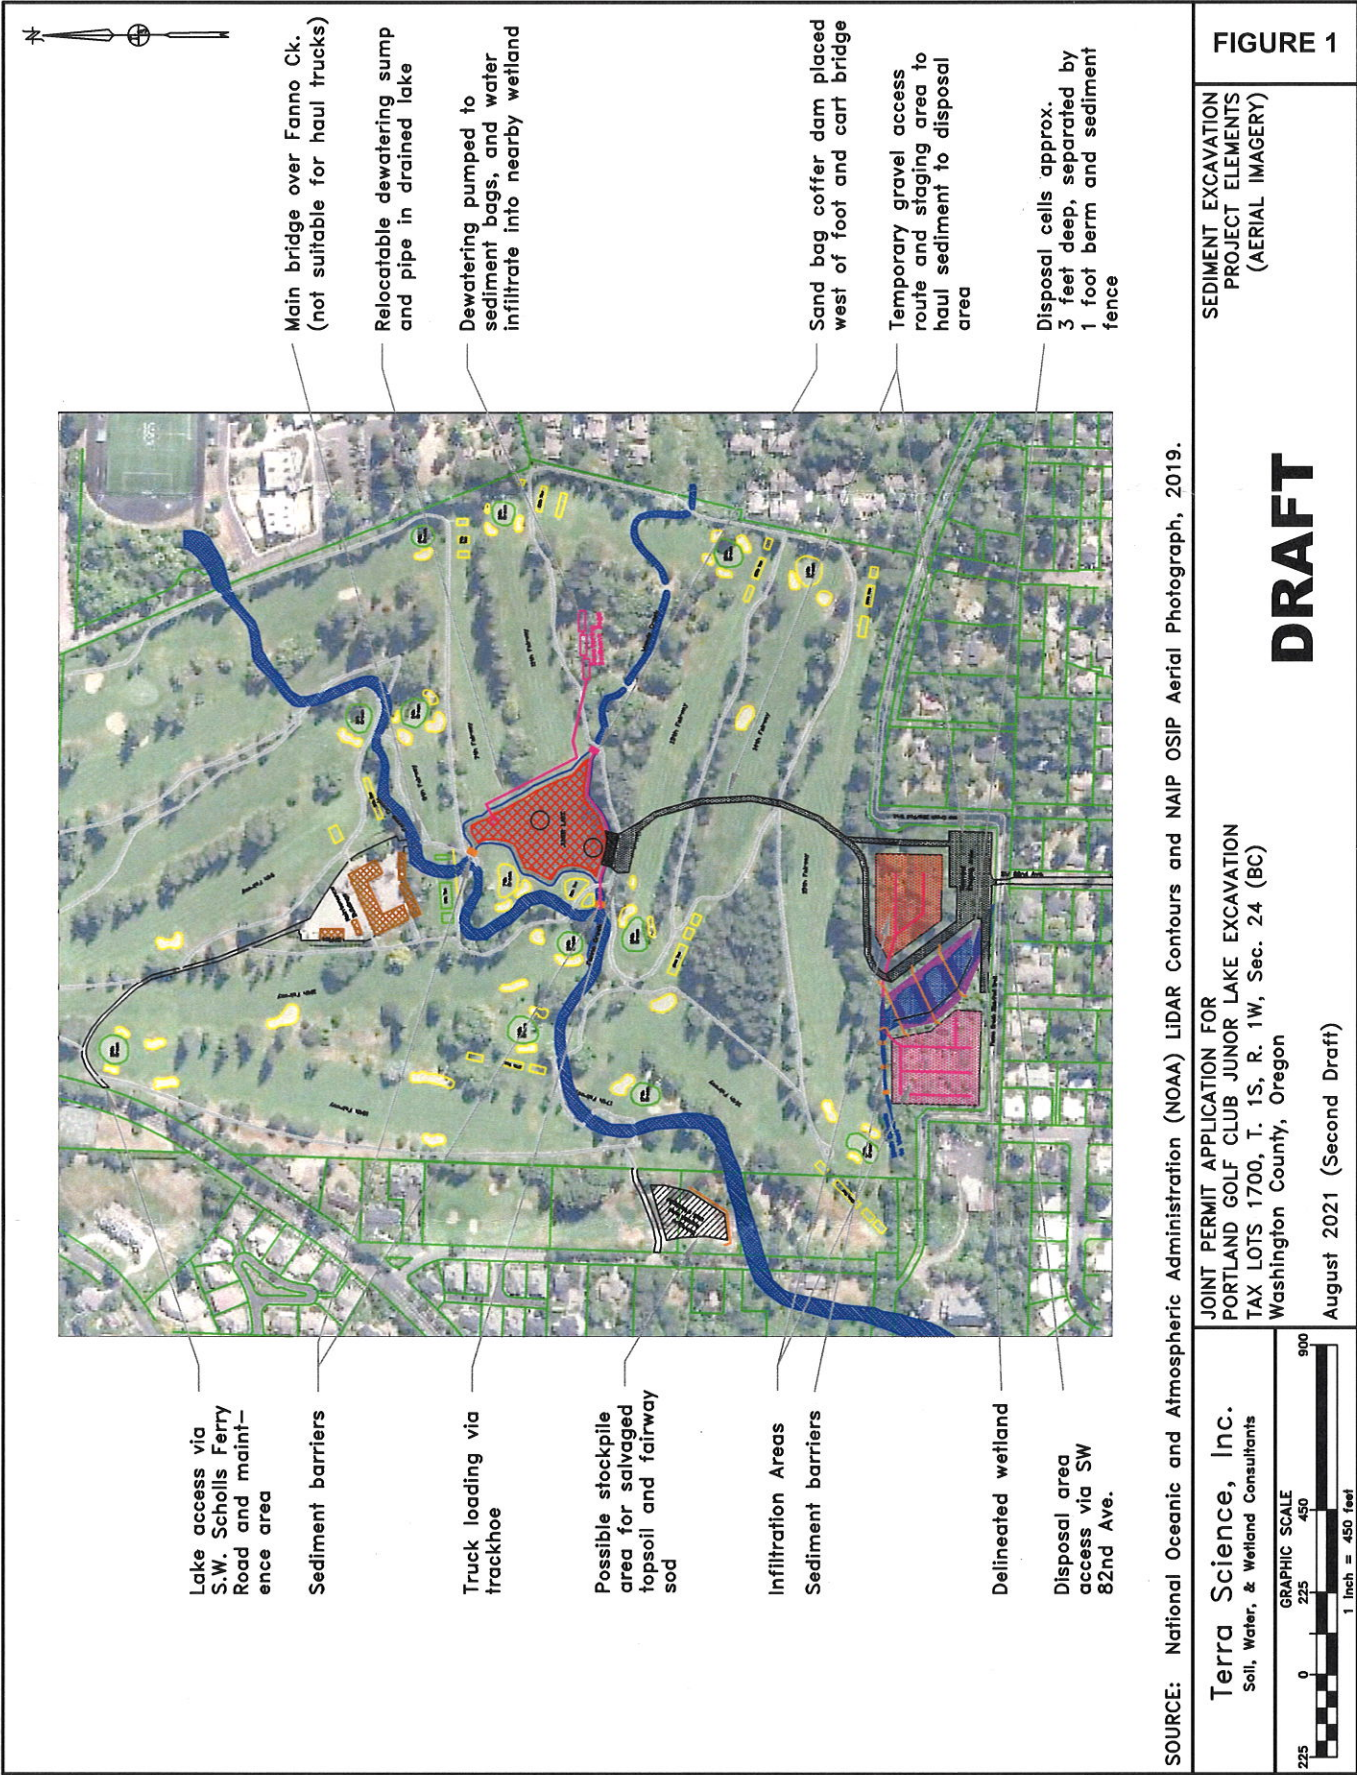 N
Lake access via
S.W. Scholls Ferry
Road and maint–
ence area
Sediment barriers
Truck loading via
trackhoe
Possible stockpile
area for salvaged
topsoil and fairway
sod
Infiltration Areas
Sediment barriers
Delineated wetland
Disposal area
access via SW
82nd Ave.
Main bridge over Fanno Ck.
(not suitable for haul trucks)
Relocatable dewatering sump
and pipe in drained lake
Dewatering pumped to
sediment bags, and water
infiltrate into nearby wetland
Sand bag coffer dam placed
west of foot and cart bridge
Temporary gravel access
route and staging area to
haul sediment to disposal
area
Disposal cells approx.
3 feet deep, separated by
1 foot berm and sediment
fence
SOURCE: National Oceanic and Atmospheric Administration (NOAA) LiDAR Contours and NAIP OSIP Aerial Photograph, 2019.
Terra Science, Inc.
Soil, Water, & Wetland Consultants
GRAPHIC SCALE
225 0 225 450 900
1 inch = 450 feet
JOINT PERMIT APPLICATION FOR
PORTLAND GOLF CLUB JUNOR LAKE EXCAVATION
TAX LOTS 1700, T. 1S, R. 1W, Sec. 24 (BC)
Washington County, Oregon
August 2021 (Second Draft)
DRAFT
SEDIMENT EXCAVATION
PROJECT ELEMENTS
(AERIAL IMAGERY)
FIGURE 1